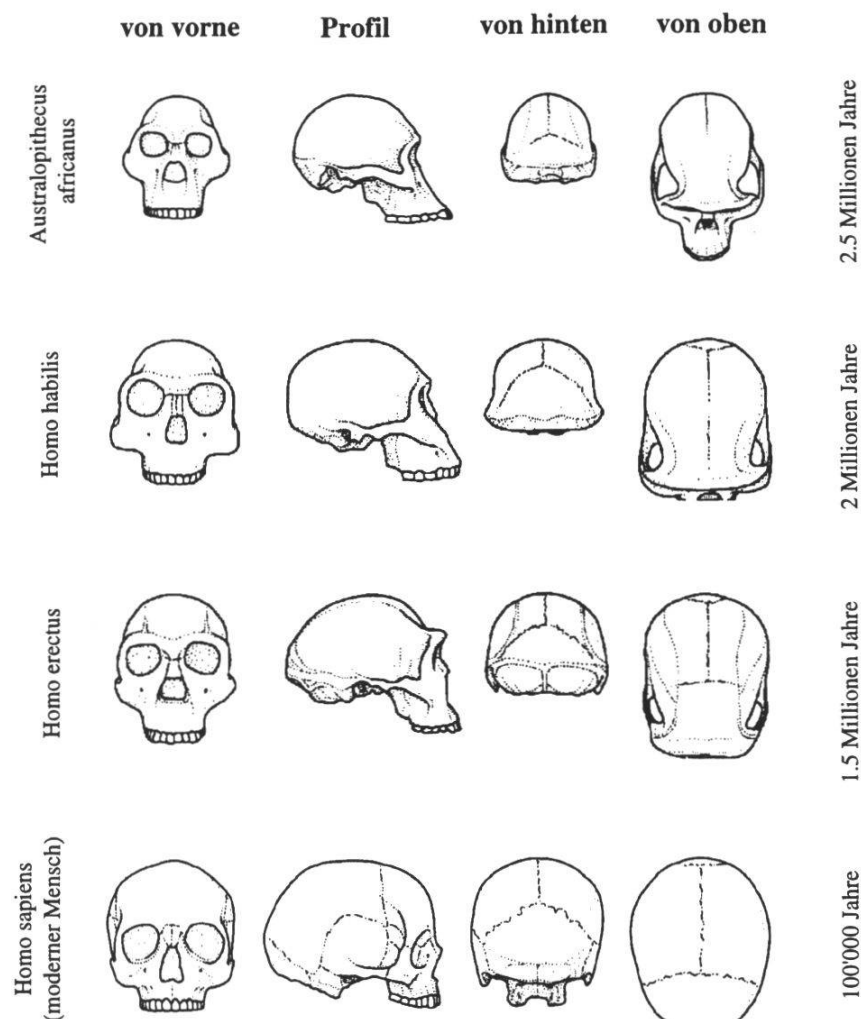 von vorne Profil von hinten von oben
Australopithecus
africanus
2.5 Millionen Jahre
Homo habilis
2 Millionen Jahre
Homo erectus
1.5 Millionen Jahre
Homo sapiens
(moderner Mensch)
100'000 Jahre